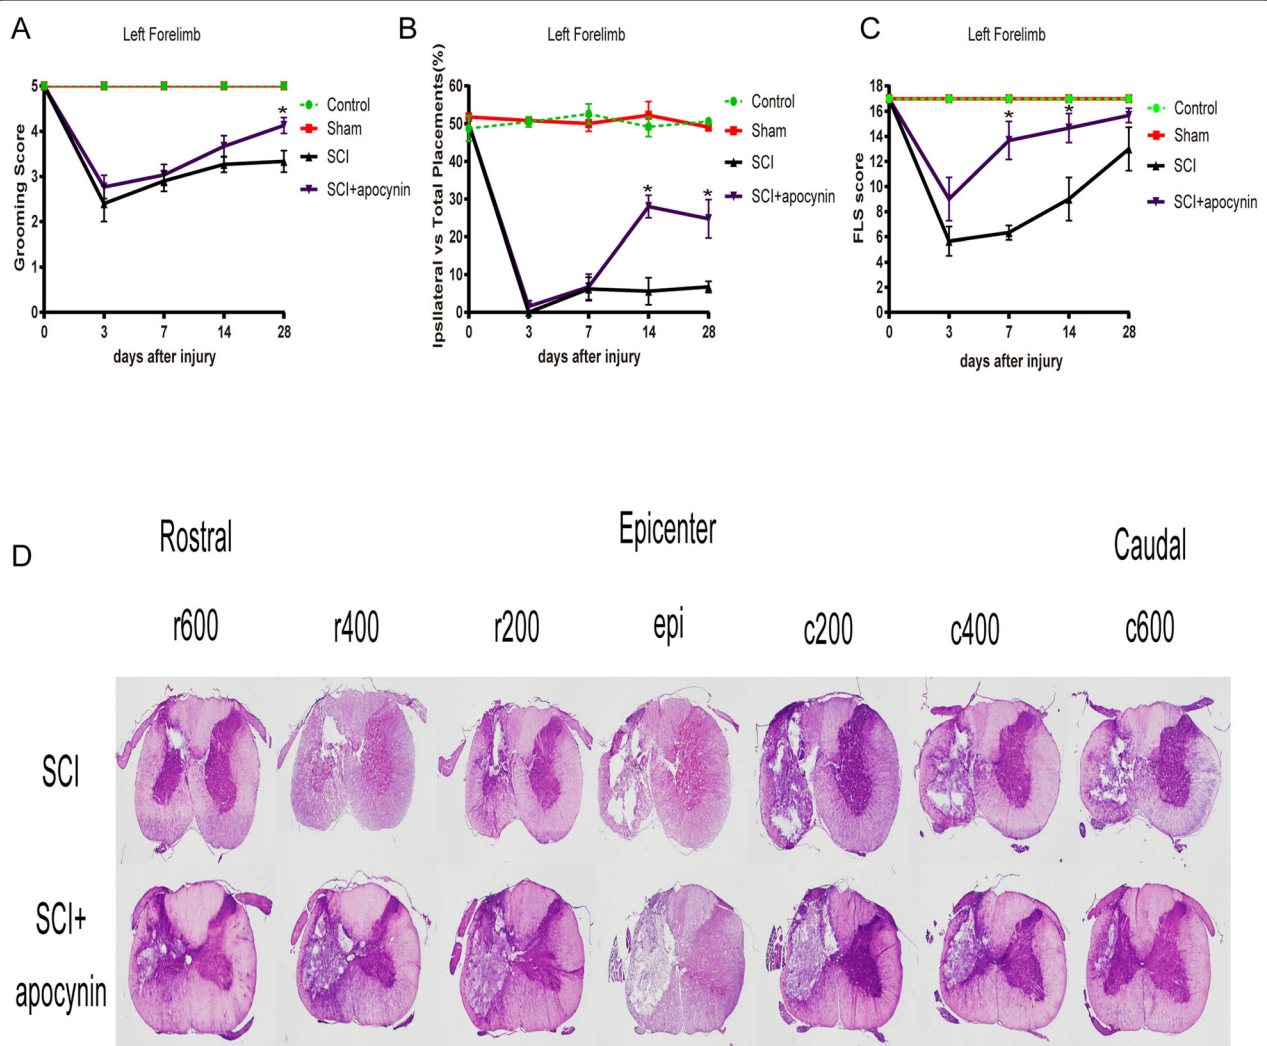 A
Left Forelimb
Grooming Score
5
4
3
2
1
0
0 3 7 14 28
days after injury
*
Control
Sham
SCI
SCI+apocynin
B
Left Forelimb
Ipsilateral vs Total Placements(%)
60
50
40
30
20
10
0
0 3 7 14 28
days after injury
* *
Control
Sham
SCI
SCI+apocynin
C
Left Forelimb
FLS score
18
16
14
12
10
8
6
4
2
0
0 3 7 14 28
days after injury
* *
Control
Sham
SCI
SCI+apocynin
D
Rostral Epicenter Caudal
r600 r400 r200 epi c200 c400 c600
SCI
SCI+
apocynin